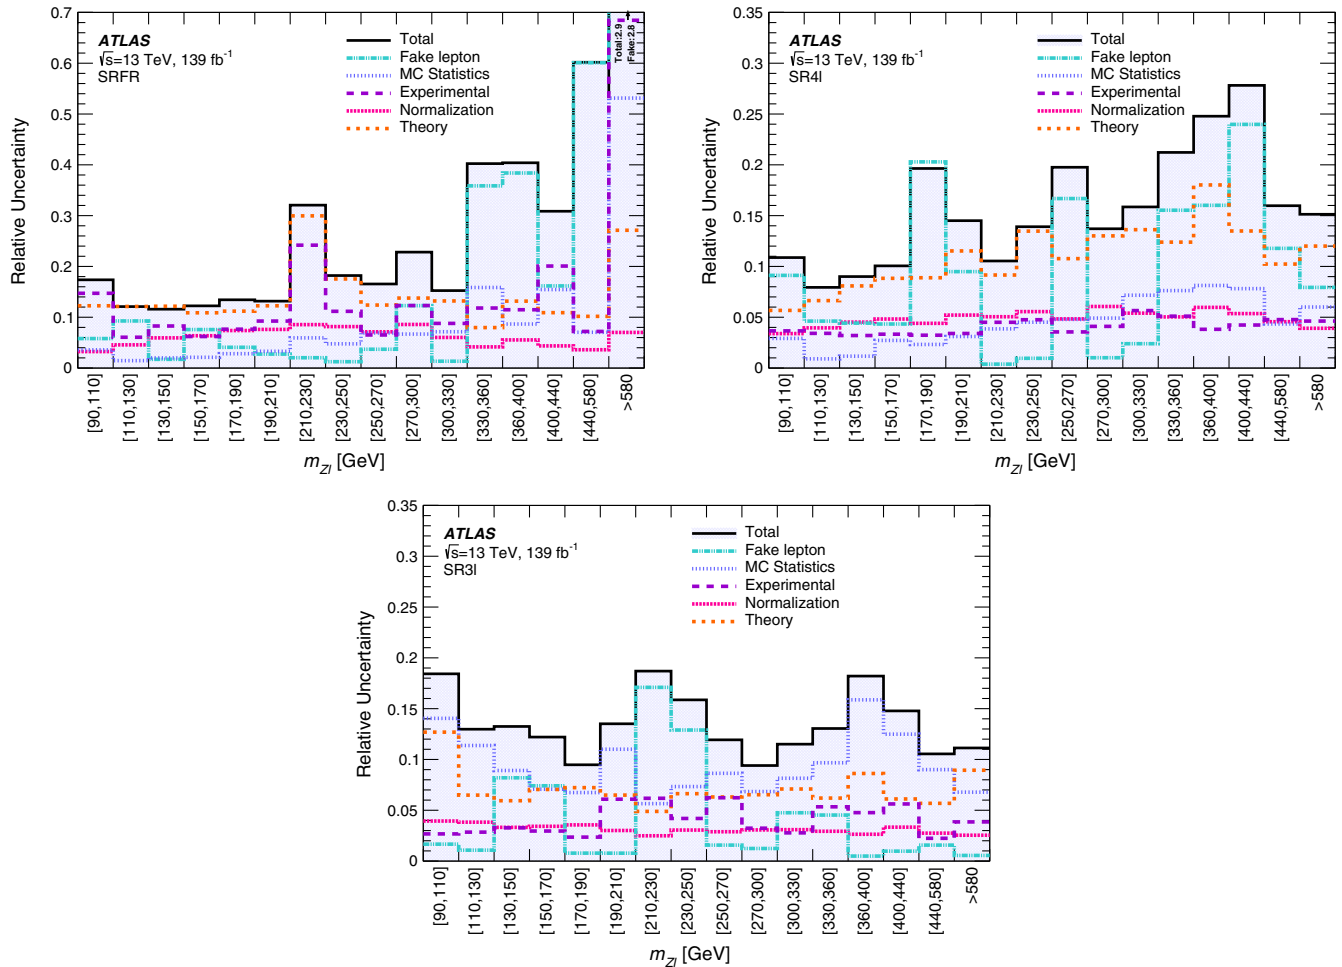 0.7
0.6
0.5
0.4
0.3
0.2
0.1
0
Relative Uncertainty
ATLAS
√s=13 TeV, 139 fb⁻¹
SRFR
Total
Fake lepton
MC Statistics
Experimental
Normalization
Theory
Total:2.9
Fake:2.8
[90,110]
[110,130]
[130,150]
[150,170]
[170,190]
[190,210]
[210,230]
[230,250]
[250,270]
[270,300]
[300,330]
[330,360]
[360,400]
[400,440]
[440,580]
>580
m_Zl [GeV]
0.35
0.3
0.25
0.2
0.15
0.1
0.05
0
Relative Uncertainty
ATLAS
√s=13 TeV, 139 fb⁻¹
SR4l
Total
Fake lepton
MC Statistics
Experimental
Normalization
Theory
[90,110]
[110,130]
[130,150]
[150,170]
[170,190]
[190,210]
[210,230]
[230,250]
[250,270]
[270,300]
[300,330]
[330,360]
[360,400]
[400,440]
[440,580]
>580
m_Zl [GeV]
0.35
0.3
0.25
0.2
0.15
0.1
0.05
0
Relative Uncertainty
ATLAS
√s=13 TeV, 139 fb⁻¹
SR3l
Total
Fake lepton
MC Statistics
Experimental
Normalization
Theory
[90,110]
[110,130]
[130,150]
[150,170]
[170,190]
[190,210]
[210,230]
[230,250]
[250,270]
[270,300]
[300,330]
[330,360]
[360,400]
[400,440]
[440,580]
>580
m_Zl [GeV]